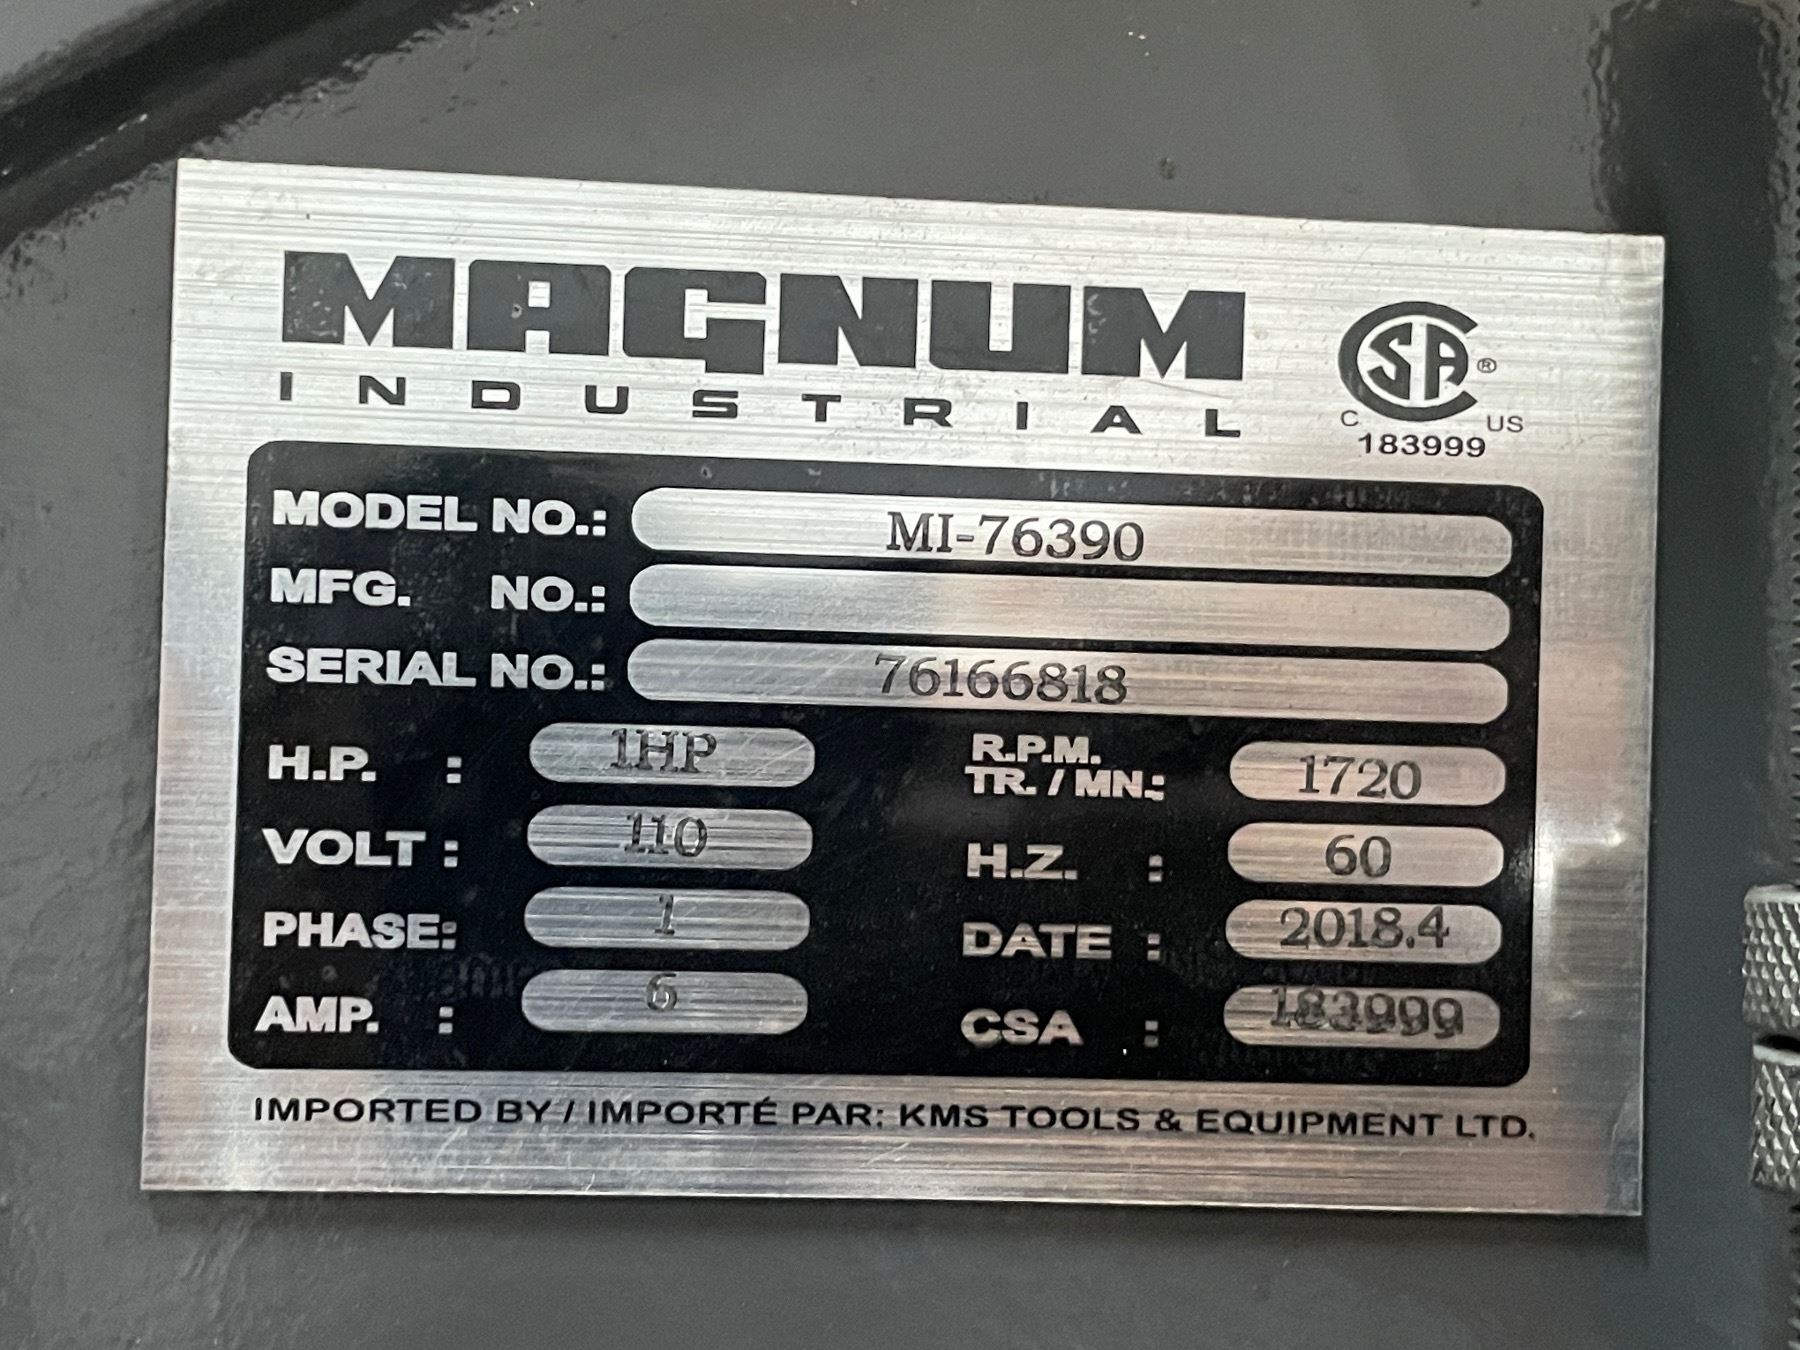 MAGNUM
INDUSTRIAL
CSA®
C US
183999
MODEL NO.: MI-76390
MFG. NO.:
SERIAL NO.: 76166818
H.P. : 1HP R.P.M. TR./MN.: 1720
VOLT : 110 H.Z. : 60
PHASE: 1 DATE : 2018.4
AMP. : 6 CSA : 183999
IMPORTED BY / IMPORTÉ PAR: KMS TOOLS & EQUIPMENT LTD.